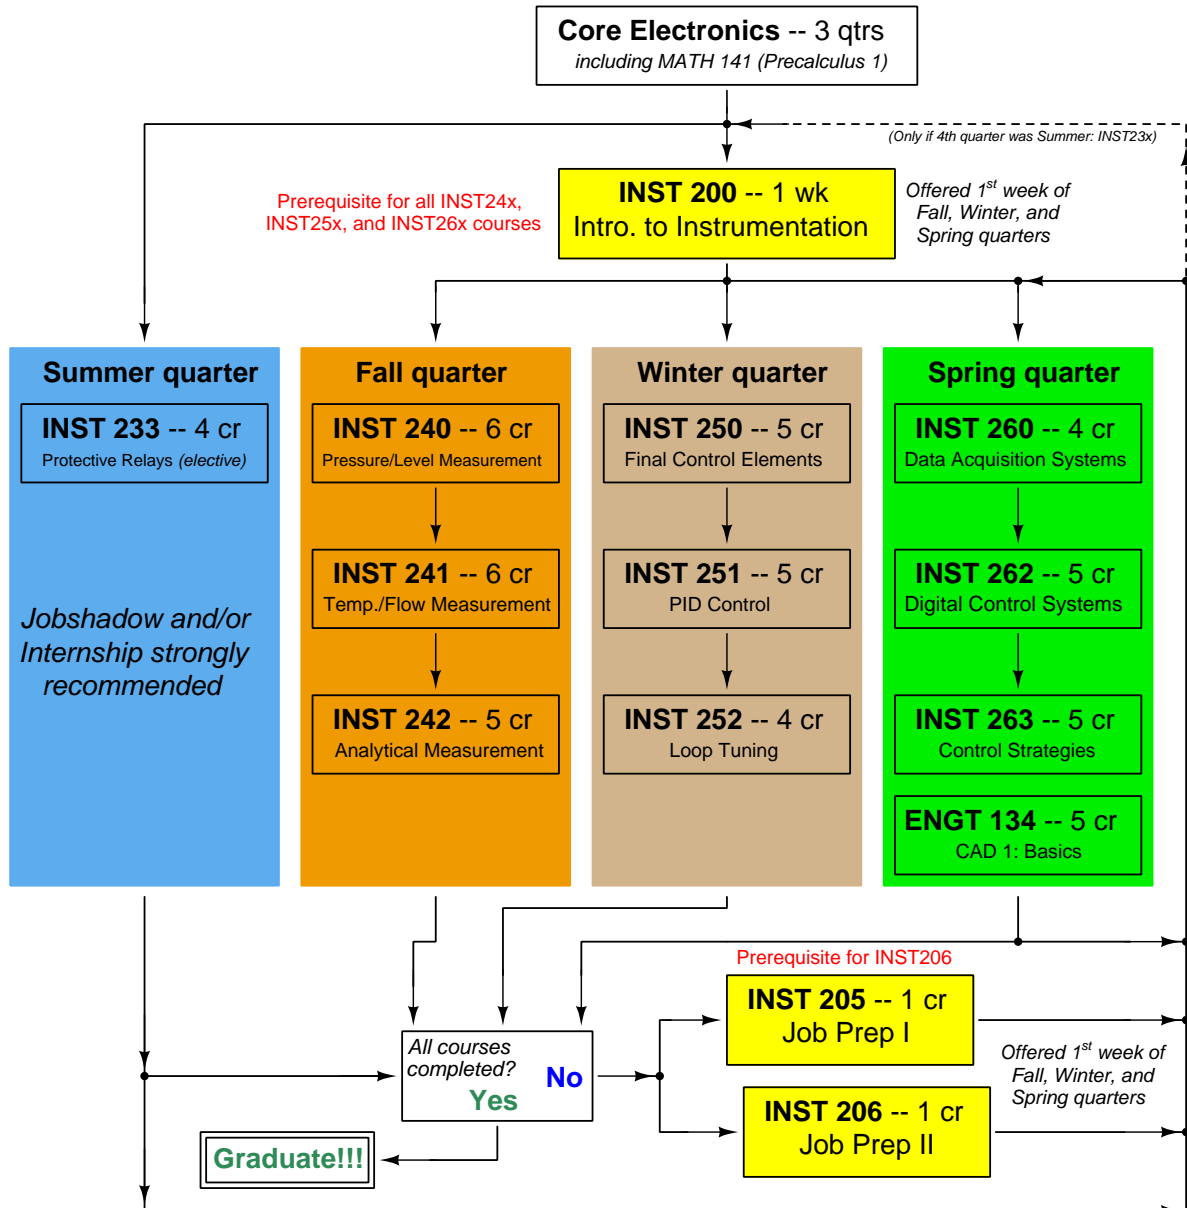 Core Electronics -- 3 qtrs
including MATH 141 (Precalculus 1)
(Only if 4th quarter was Summer: INST23x)
Prerequisite for all INST24x,
INST25x, and INST26x courses
INST 200 -- 1 wk
Intro. to Instrumentation
Offered 1st week of
Fall, Winter, and
Spring quarters
Summer quarter
INST 233 -- 4 cr
Protective Relays (elective)
Jobshadow and/or
Internship strongly
recommended
Fall quarter
INST 240 -- 6 cr
Pressure/Level Measurement
INST 241 -- 6 cr
Temp./Flow Measurement
INST 242 -- 5 cr
Analytical Measurement
Winter quarter
INST 250 -- 5 cr
Final Control Elements
INST 251 -- 5 cr
PID Control
INST 252 -- 4 cr
Loop Tuning
Spring quarter
INST 260 -- 4 cr
Data Acquisition Systems
INST 262 -- 5 cr
Digital Control Systems
INST 263 -- 5 cr
Control Strategies
ENGT 134 -- 5 cr
CAD 1: Basics
Prerequisite for INST206
INST 205 -- 1 cr
Job Prep I
All courses
completed?
No
Yes
Offered 1st week of
Fall, Winter, and
Spring quarters
INST 206 -- 1 cr
Job Prep II
Graduate!!!